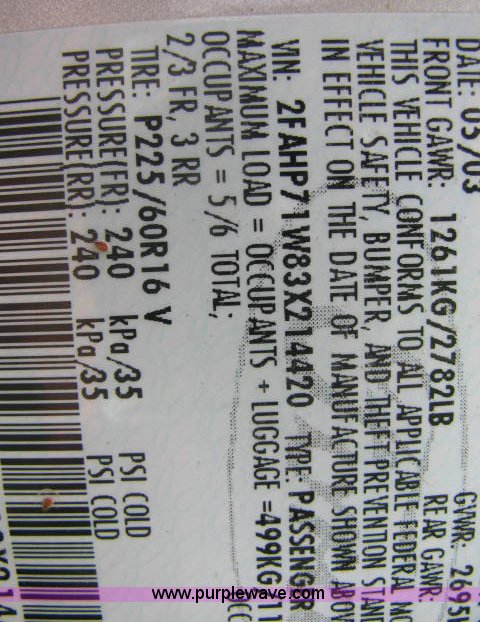 DATE: 05/03
GVWR: 2695
FRONT GAWR: 1261KG/2782LB
REAR GAWR:
THIS VEHICLE CONFORMS TO ALL APPLICABLE FEDERAL MO
VEHICLE SAFETY, BUMPER, AND THEFT PREVENTION STAN
IN EFFECT ON THE DATE OF MANUFACTURE SHOWN ABOV
VIN: 2FAHP71W83X214420 TYPE: PASSENGER
MAXIMUM LOAD = OCCUPANTS + LUGGAGE =499KG
OCCUPANTS = 5/6 TOTAL;
2/3 FR, 3 RR
TIRE: P225/60R16 V
PRESSURE(FR): 240 kPa/35 PSI COLD
PRESSURE(RR): 240 kPa/35 PSI COLD
www.purplewave.com